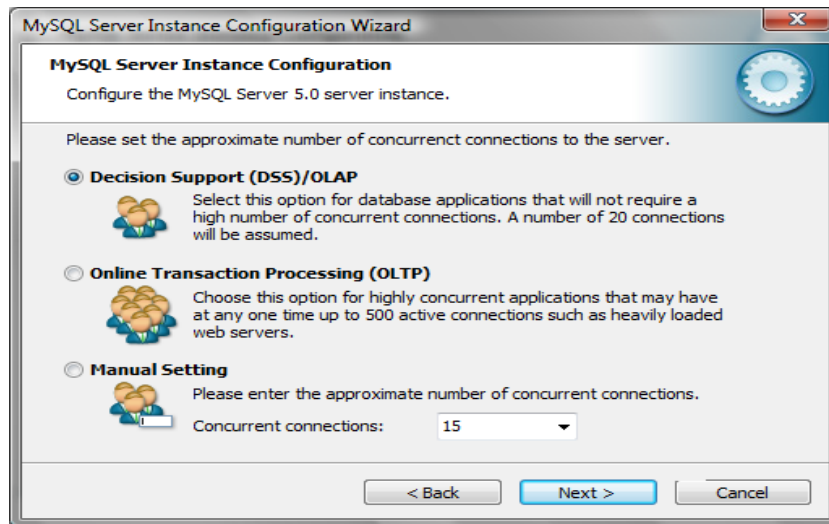 MySQL Server Instance Configuration Wizard
MySQL Server Instance Configuration
Configure the MySQL Server 5.0 server instance.
Please set the approximate number of concurrenct connections to the server.
Decision Support (DSS)/OLAP
Select this option for database applications that will not require a
high number of concurrent connections. A number of 20 connections
will be assumed.
Online Transaction Processing (OLTP)
Choose this option for highly concurrent applications that may have
at any one time up to 500 active connections such as heavily loaded
web servers.
Manual Setting
Please enter the approximate number of concurrent connections.
Concurrent connections: 15
< Back Next > Cancel